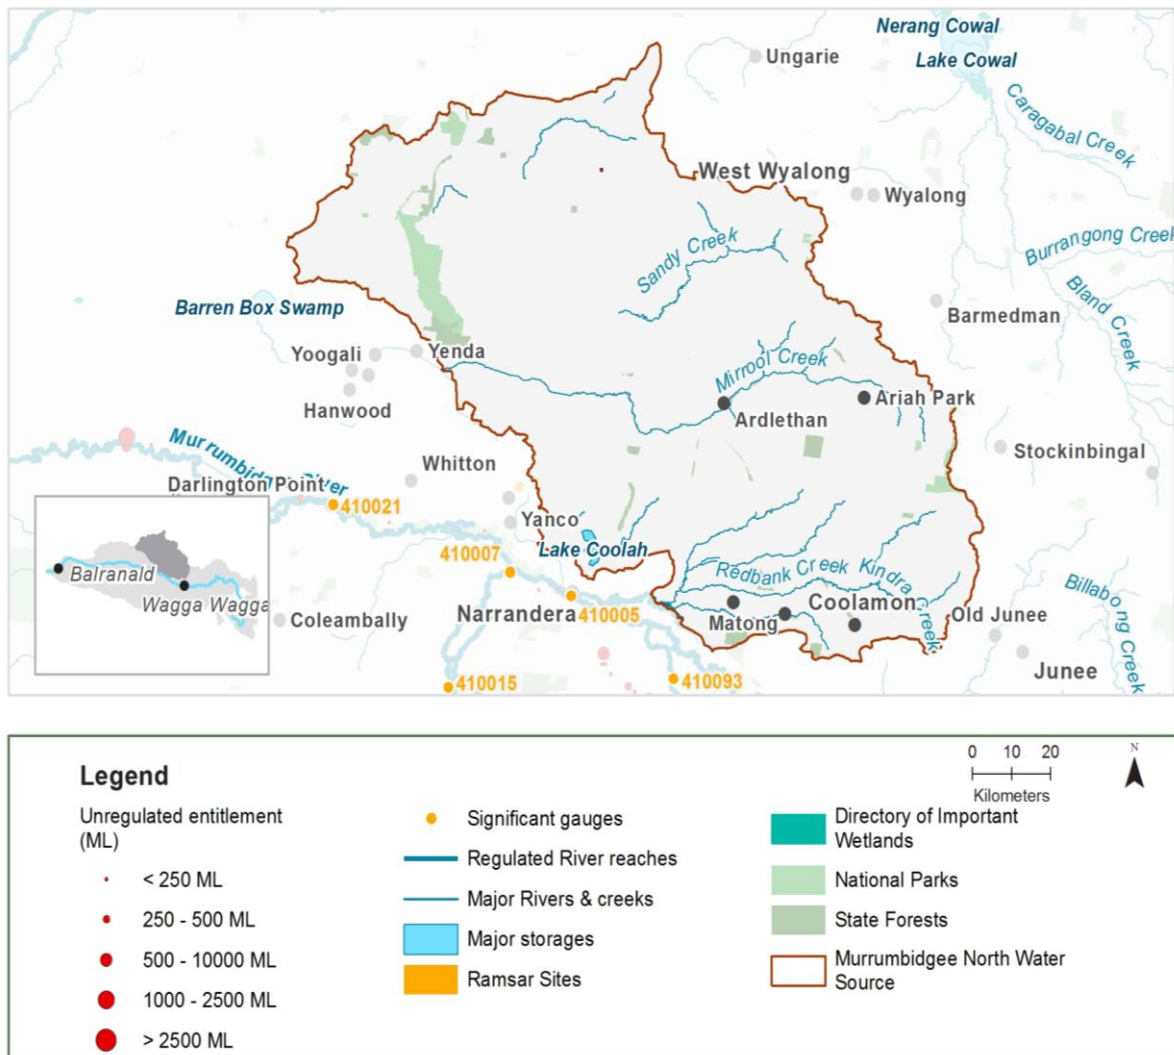 Nerang Cowal
Lake Cowal
Ungarie
Caragabal Creek
West Wyalong
Wyalong
Sandy Creek
Burrangong Creek
Bland Creek
Barren Box Swamp
Barmedman
Yoogali
Yenda
Mirrool Creek
Hanwood
Ariah Park
Ardlethan
Stockinbingal
Murrumbidgee River
Whitton
Darlington Point
410021
Yanco
Lake Coolah
410007
Redbank Creek
Kindra Creek
Billabong Creek
Balranald
Wagga Wagga
Coleambally
Narrandera
410005
Matong
Coolamon
Old Junee
Junee
410015
410093
Legend
0 10 20
Kilometers
N
Unregulated entitlement
(ML)
< 250 ML
250 - 500 ML
500 - 10000 ML
1000 - 2500 ML
> 2500 ML
Significant gauges
Regulated River reaches
Major Rivers & creeks
Major storages
Ramsar Sites
Directory of Important
Wetlands
National Parks
State Forests
Murrumbidgee North Water
Source